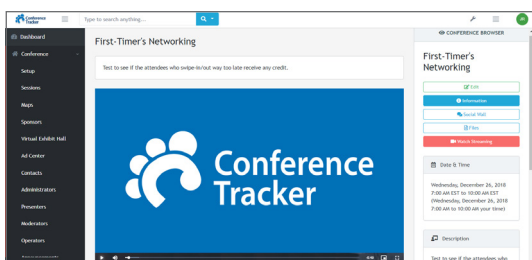 Conference
Tracker
Type to search anything...
JM
Dashboard
Conference
Setup
Sessions
Maps
Sponsors
Virtual Exhibit Hall
Ad Center
Contacts
Administrators
Presenters
Moderators
Operators
First-Timer's Networking
Test to see if the attendees who swipe-in/out way too late receive any credit.
Conference
Tracker
0:00
CONFERENCE BROWSER
First-Timer's
Networking
Edit
Information
Social Wall
Files
Watch Streaming
Date & Time
Wednesday, December 26, 2018
7:00 AM EST to 10:00 AM EST
(Wednesday, December 26, 2018
7:00 AM to 10:00 AM your time)
Description
Test to see if the attendees who